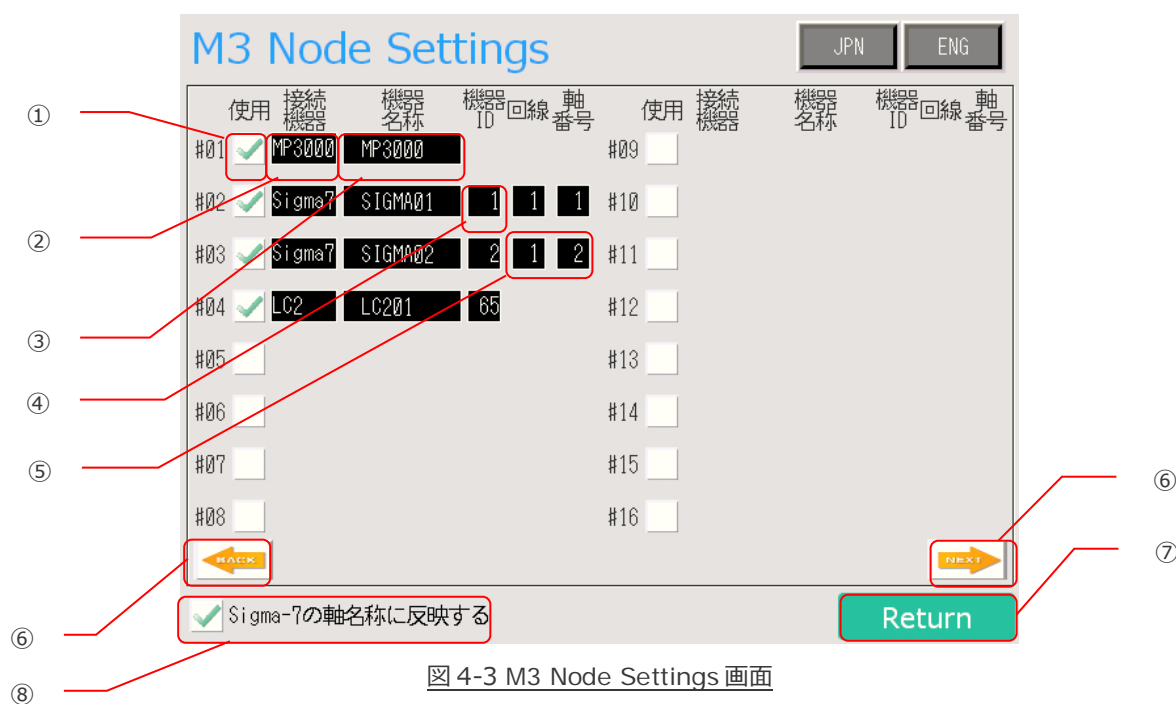 M3 Node Settings
JPN ENG
使用 接続機器 機器名称 機器ID 回線 軸番号 使用 接続機器 機器名称 機器ID 回線 軸番号
①
#01 MP3000 MP3000 #09
#02 Sigma7 SIGMA01 1 1 1 #10
②
#03 Sigma7 SIGMA02 2 1 2 #11
#04 LC2 LC201 65 #12
③
#05 #13
④
#06 #14
⑤
#07 #15
⑥
#08 #16
BACK NEXT
⑦
Sigma-7の軸名称に反映する Return
⑥
図 4-3 M3 Node Settings 画面
⑧